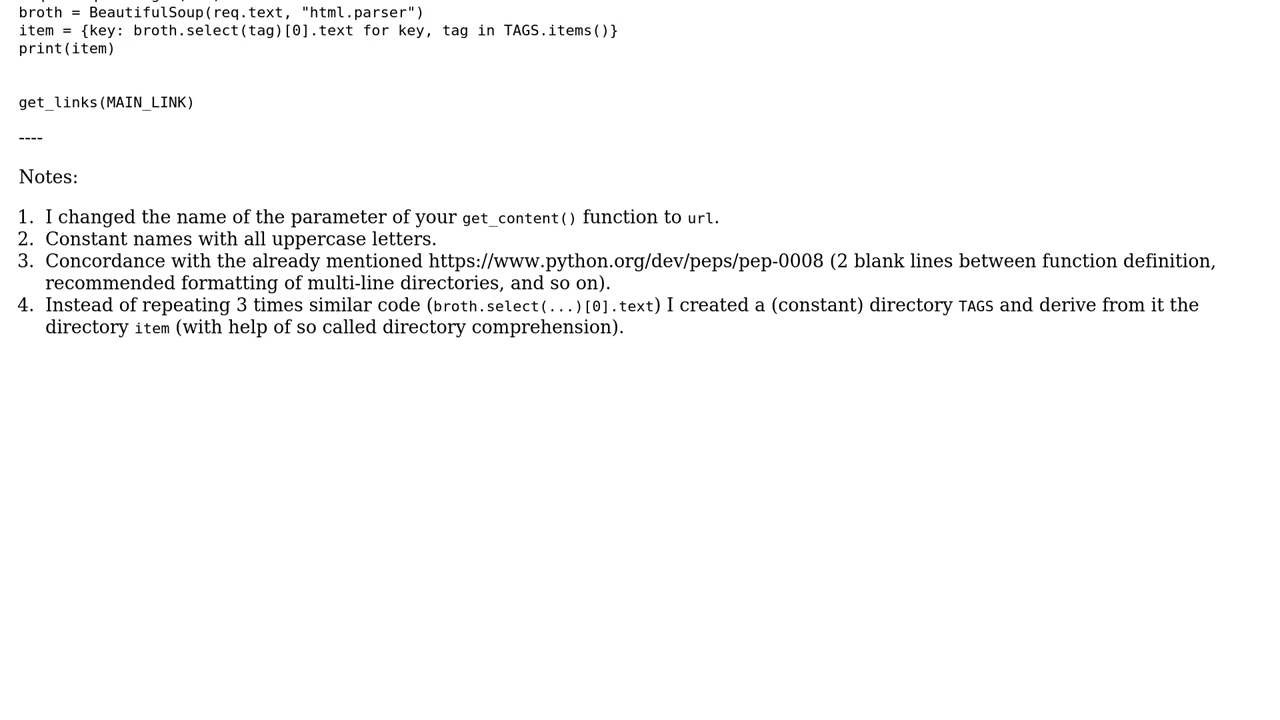 broth = BeautifulSoup(req.text, "html.parser")
item = {key: broth.select(tag)[0].text for key, tag in TAGS.items()}
print(item)
get_links(MAIN_LINK)
----
Notes:
1. I changed the name of the parameter of your get_content() function to url.
2. Constant names with all uppercase letters.
3. Concordance with the already mentioned https://www.python.org/dev/peps/pep-0008 (2 blank lines between function definition,
recommended formatting of multi-line directories, and so on).
4. Instead of repeating 3 times similar code (broth.select(...)[0].text) I created a (constant) directory TAGS and derive from it the
directory item (with help of so called directory comprehension).